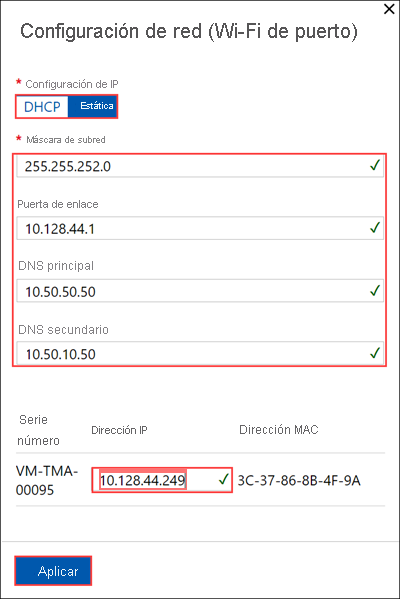 Configuración de red (Wi-Fi de puerto)
* Configuración de IP
DHCP Estática
* Máscara de subred
255.255.252.0
Puerta de enlace
10.128.44.1
DNS principal
10.50.50.50
DNS secundario
10.50.10.50
Serie número Dirección IP Dirección MAC
VM-TMA-00095 10.128.44.249 3C-37-86-8B-4F-9A
Aplicar